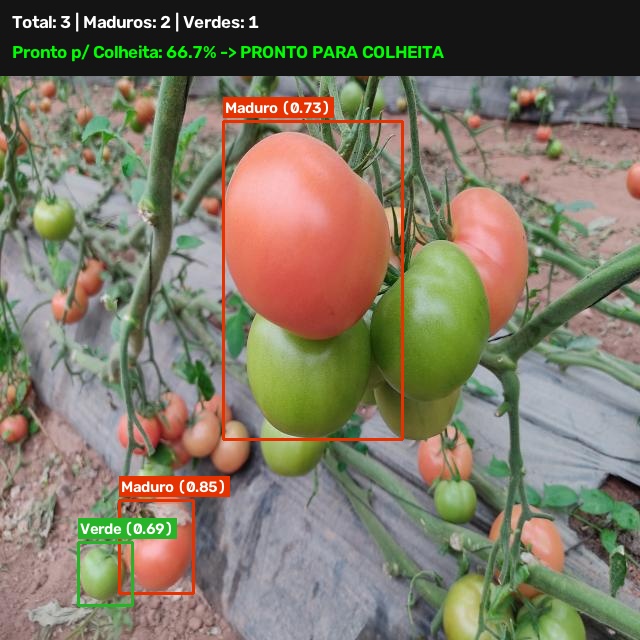 Total: 3 | Maduros: 2 | Verdes: 1
Pronto p/ Colheita: 66.7% -> PRONTO PARA COLHEITA
Maduro (0.73)
Maduro (0.85)
Verde (0.69)